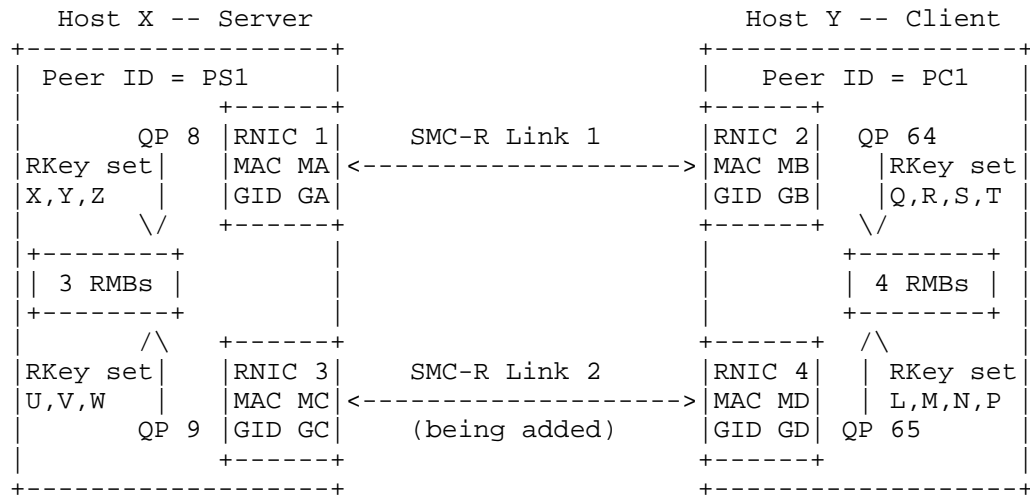 Host X -- Server                              Host Y -- Client
Peer ID = PS1                                 Peer ID = PC1
QP 8 RNIC 1 SMC-R Link 1 RNIC 2 QP 64
RKey set MAC MA MAC MB RKey set
X,Y,Z GID GA GID GB Q,R,S,T
3 RMBs 4 RMBs
RKey set RNIC 3 SMC-R Link 2 RNIC 4 RKey set
U,V,W MAC MC MAC MD L,M,N,P
QP 9 GID GC (being added) GID GD QP 65